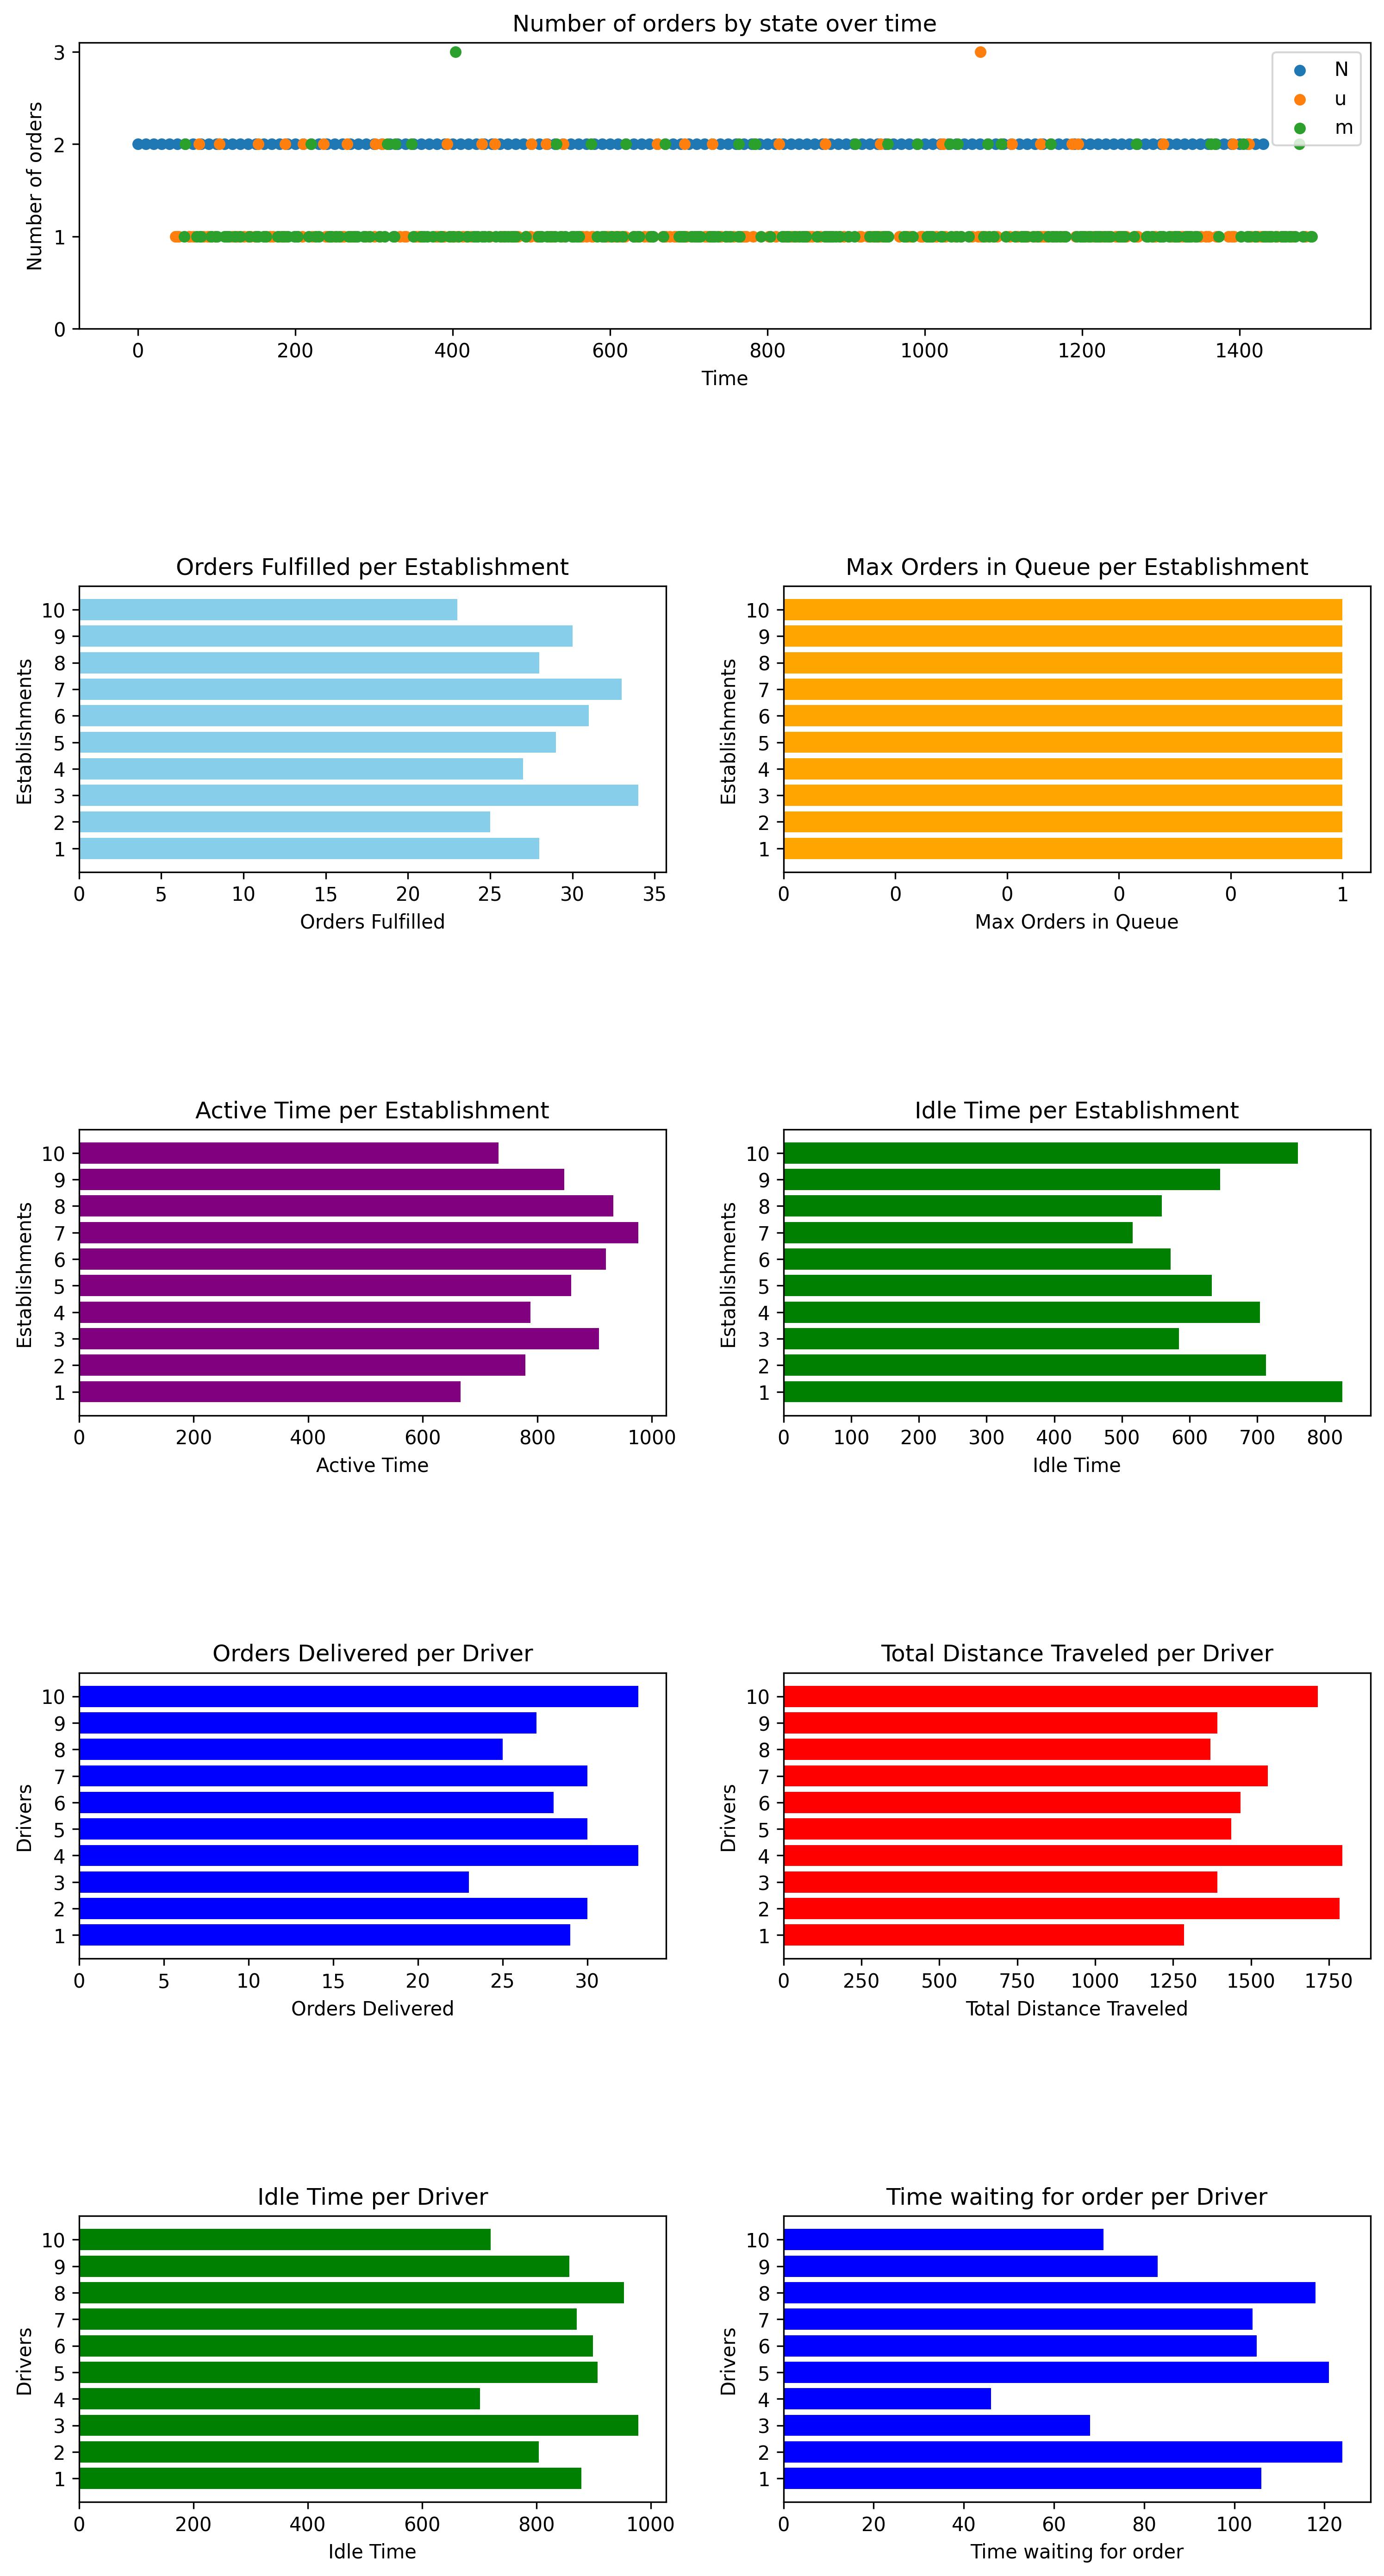 Number of orders by state over time
Number of orders
3
2
1
0
N
u
m
0 200 400 600 800 1000 1200 1400
Time
Orders Fulfilled per Establishment
Establishments
10
9
8
7
6
5
4
3
2
1
0 5 10 15 20 25 30 35
Orders Fulfilled
Max Orders in Queue per Establishment
Establishments
10
9
8
7
6
5
4
3
2
1
0 0 0 0 0 1
Max Orders in Queue
Active Time per Establishment
Establishments
10
9
8
7
6
5
4
3
2
1
0 200 400 600 800 1000
Active Time
Idle Time per Establishment
Establishments
10
9
8
7
6
5
4
3
2
1
0 100 200 300 400 500 600 700 800
Idle Time
Orders Delivered per Driver
Drivers
10
9
8
7
6
5
4
3
2
1
0 5 10 15 20 25 30
Orders Delivered
Total Distance Traveled per Driver
Drivers
10
9
8
7
6
5
4
3
2
1
0 250 500 750 1000 1250 1500 1750
Total Distance Traveled
Idle Time per Driver
Drivers
10
9
8
7
6
5
4
3
2
1
0 200 400 600 800 1000
Idle Time
Time waiting for order per Driver
Drivers
10
9
8
7
6
5
4
3
2
1
0 20 40 60 80 100 120
Time waiting for order